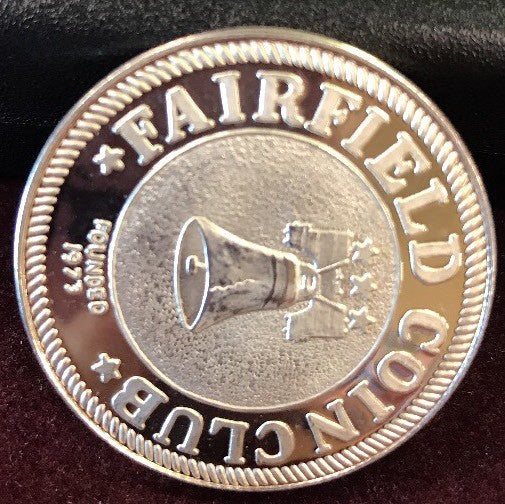 ★ FAIRFIELD COIN CLUB ★
FOUNDED
1973